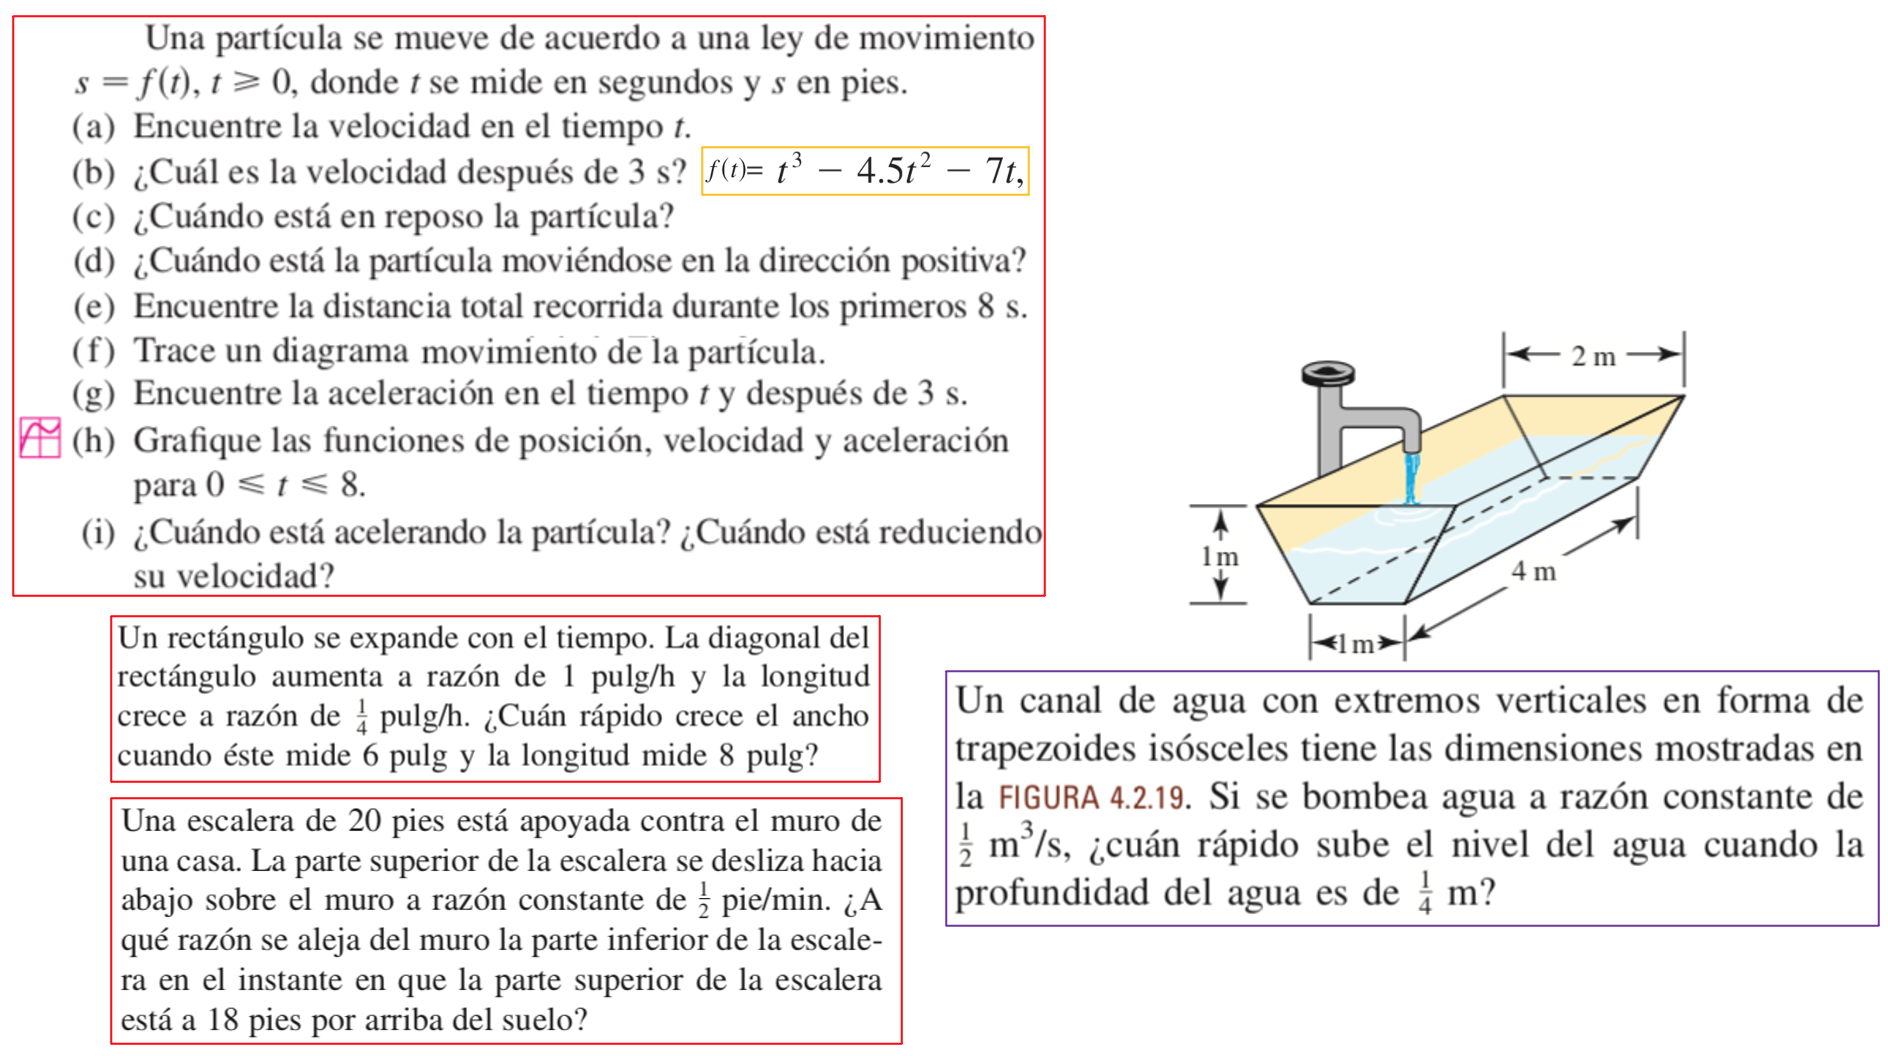 Una partícula se mueve de acuerdo a una ley de movimiento
s = f(t), t ⩾ 0, donde t se mide en segundos y s en pies.
(a) Encuentre la velocidad en el tiempo t.
(b) ¿Cuál es la velocidad después de 3 s? f(t)= t³ − 4.5t² − 7t,
(c) ¿Cuándo está en reposo la partícula?
(d) ¿Cuándo está la partícula moviéndose en la dirección positiva?
(e) Encuentre la distancia total recorrida durante los primeros 8 s.
(f) Trace un diagrama movimiento de la partícula.
(g) Encuentre la aceleración en el tiempo t y después de 3 s.
(h) Grafique las funciones de posición, velocidad y aceleración
para 0 ⩽ t ⩽ 8.
(i) ¿Cuándo está acelerando la partícula? ¿Cuándo está reduciendo
su velocidad?
Un rectángulo se expande con el tiempo. La diagonal del
rectángulo aumenta a razón de 1 pulg/h y la longitud
crece a razón de 1/4 pulg/h. ¿Cuán rápido crece el ancho
cuando éste mide 6 pulg y la longitud mide 8 pulg?
Una escalera de 20 pies está apoyada contra el muro de
una casa. La parte superior de la escalera se desliza hacia
abajo sobre el muro a razón constante de 1/2 pie/min. ¿A
qué razón se aleja del muro la parte inferior de la escale-
ra en el instante en que la parte superior de la escalera
está a 18 pies por arriba del suelo?
2 m
1m
4 m
1 m
Un canal de agua con extremos verticales en forma de
trapezoides isósceles tiene las dimensiones mostradas en
la FIGURA 4.2.19. Si se bombea agua a razón constante de
1/2 m³/s, ¿cuán rápido sube el nivel del agua cuando la
profundidad del agua es de 1/4 m?